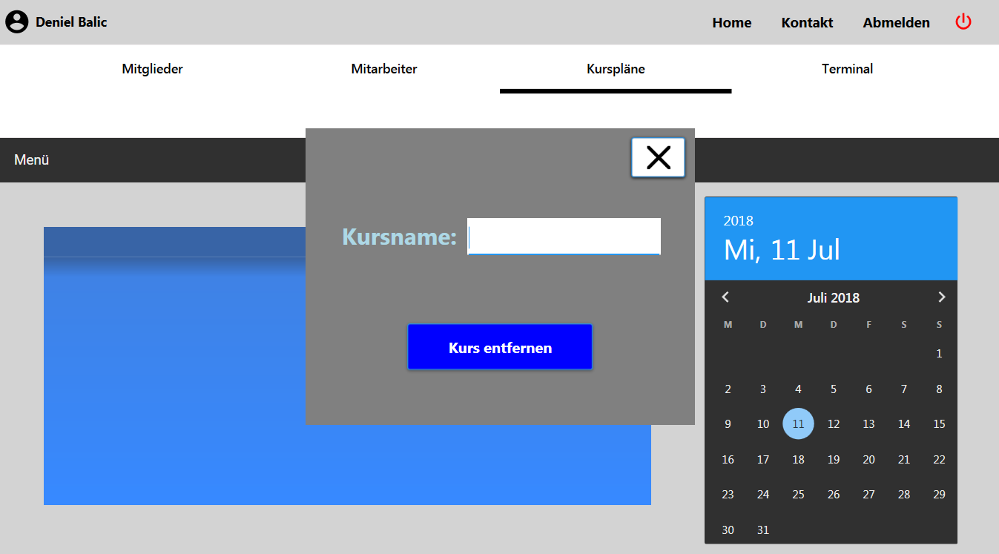 Deniel Balic
Home Kontakt Abmelden
Mitglieder Mitarbeiter Kurspläne Terminal
Menü
Kursname:
Kurs entfernen
2018
Mi, 11 Jul
Juli 2018
M D M D F S S
1
2 3 4 5 6 7 8
9 10 11 12 13 14 15
16 17 18 19 20 21 22
23 24 25 26 27 28 29
30 31